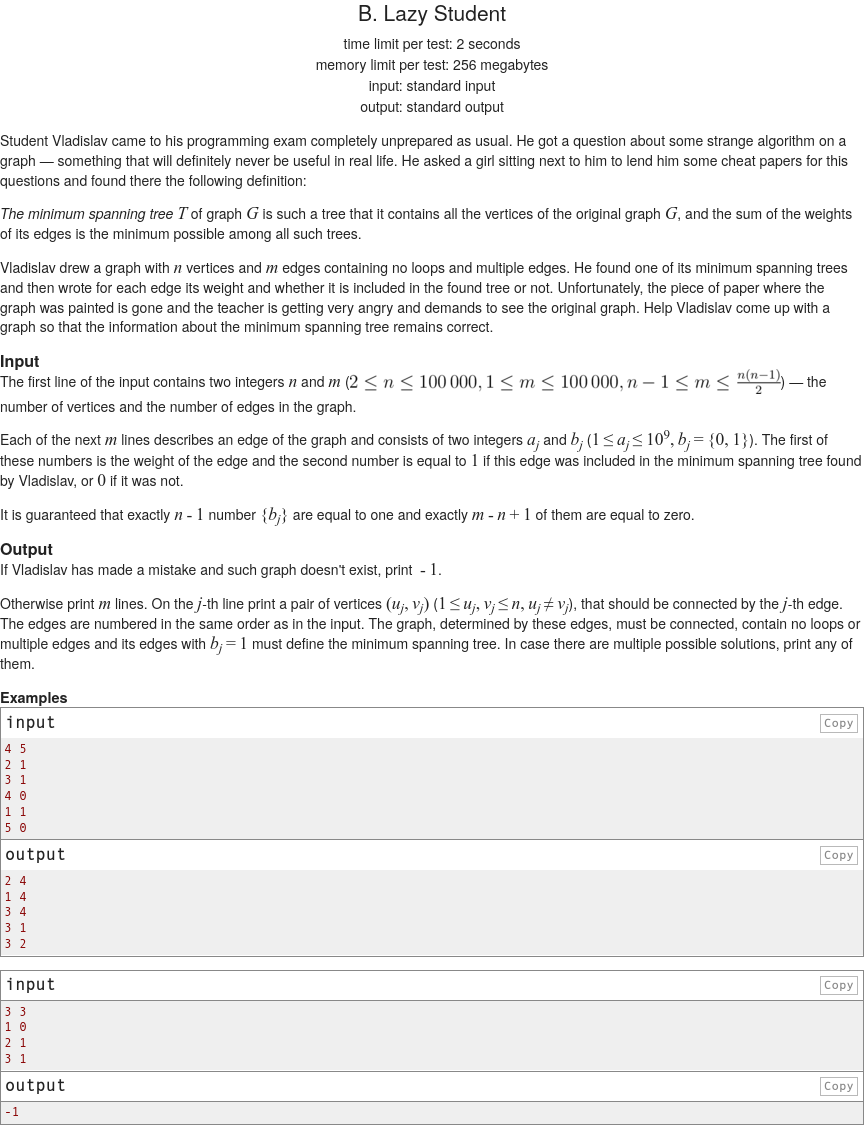 B. Lazy Student
time limit per test: 2 seconds
memory limit per test: 256 megabytes
input: standard input
output: standard output
Student Vladislav came to his programming exam completely unprepared as usual. He got a question about some strange algorithm on a
graph — something that will definitely never be useful in real life. He asked a girl sitting next to him to lend him some cheat papers for this
questions and found there the following definition:
The minimum spanning tree T of graph G is such a tree that it contains all the vertices of the original graph G, and the sum of the weights
of its edges is the minimum possible among all such trees.
Vladislav drew a graph with n vertices and m edges containing no loops and multiple edges. He found one of its minimum spanning trees
and then wrote for each edge its weight and whether it is included in the found tree or not. Unfortunately, the piece of paper where the
graph was painted is gone and the teacher is getting very angry and demands to see the original graph. Help Vladislav come up with a
graph so that the information about the minimum spanning tree remains correct.
Input
The first line of the input contains two integers n and m (2 ≤ n ≤ 100 000, 1 ≤ m ≤ 100 000, n − 1 ≤ m ≤ n(n−1)/2) — the
number of vertices and the number of edges in the graph.
Each of the next m lines describes an edge of the graph and consists of two integers a_j and b_j (1 ≤ a_j ≤ 10^9, b_j = {0, 1}). The first of
these numbers is the weight of the edge and the second number is equal to 1 if this edge was included in the minimum spanning tree found
by Vladislav, or 0 if it was not.
It is guaranteed that exactly n - 1 number {b_j} are equal to one and exactly m - n + 1 of them are equal to zero.
Output
If Vladislav has made a mistake and such graph doesn't exist, print  - 1.
Otherwise print m lines. On the j-th line print a pair of vertices (u_j, v_j) (1 ≤ u_j, v_j ≤ n, u_j ≠ v_j), that should be connected by the j-th edge.
The edges are numbered in the same order as in the input. The graph, determined by these edges, must be connected, contain no loops or
multiple edges and its edges with b_j = 1 must define the minimum spanning tree. In case there are multiple possible solutions, print any of
them.
Examples
input Copy
4 5
2 1
3 1
4 0
1 1
5 0
output Copy
2 4
1 4
3 4
3 1
3 2
input Copy
3 3
1 0
2 1
3 1
output Copy
-1